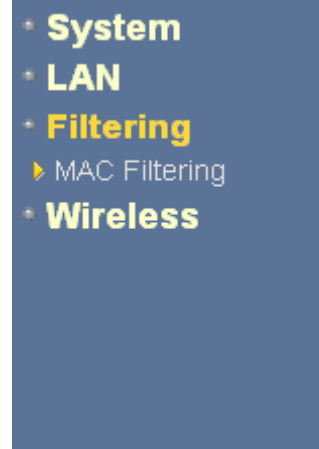 System
LAN
Filtering
MAC Filtering
Wireless